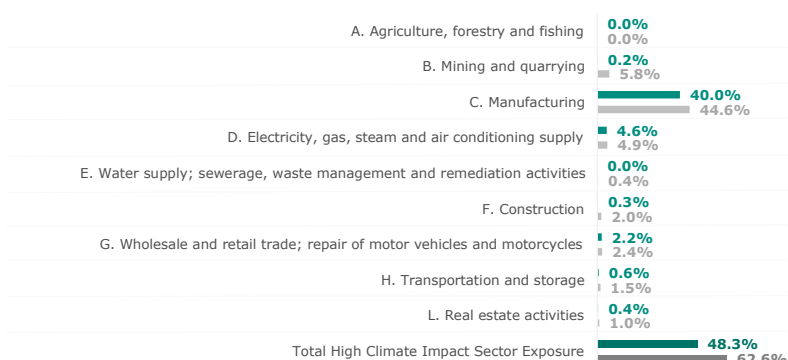 A. Agriculture, forestry and fishing 0.0%
0.0%
B. Mining and quarrying 0.2%
5.8%
C. Manufacturing 40.0%
44.6%
D. Electricity, gas, steam and air conditioning supply 4.6%
4.9%
E. Water supply; sewerage, waste management and remediation activities 0.0%
0.4%
F. Construction 0.3%
2.0%
G. Wholesale and retail trade; repair of motor vehicles and motorcycles 2.2%
2.4%
H. Transportation and storage 0.6%
1.5%
L. Real estate activities 0.4%
1.0%
Total High Climate Impact Sector Exposure 48.3%
62.6%